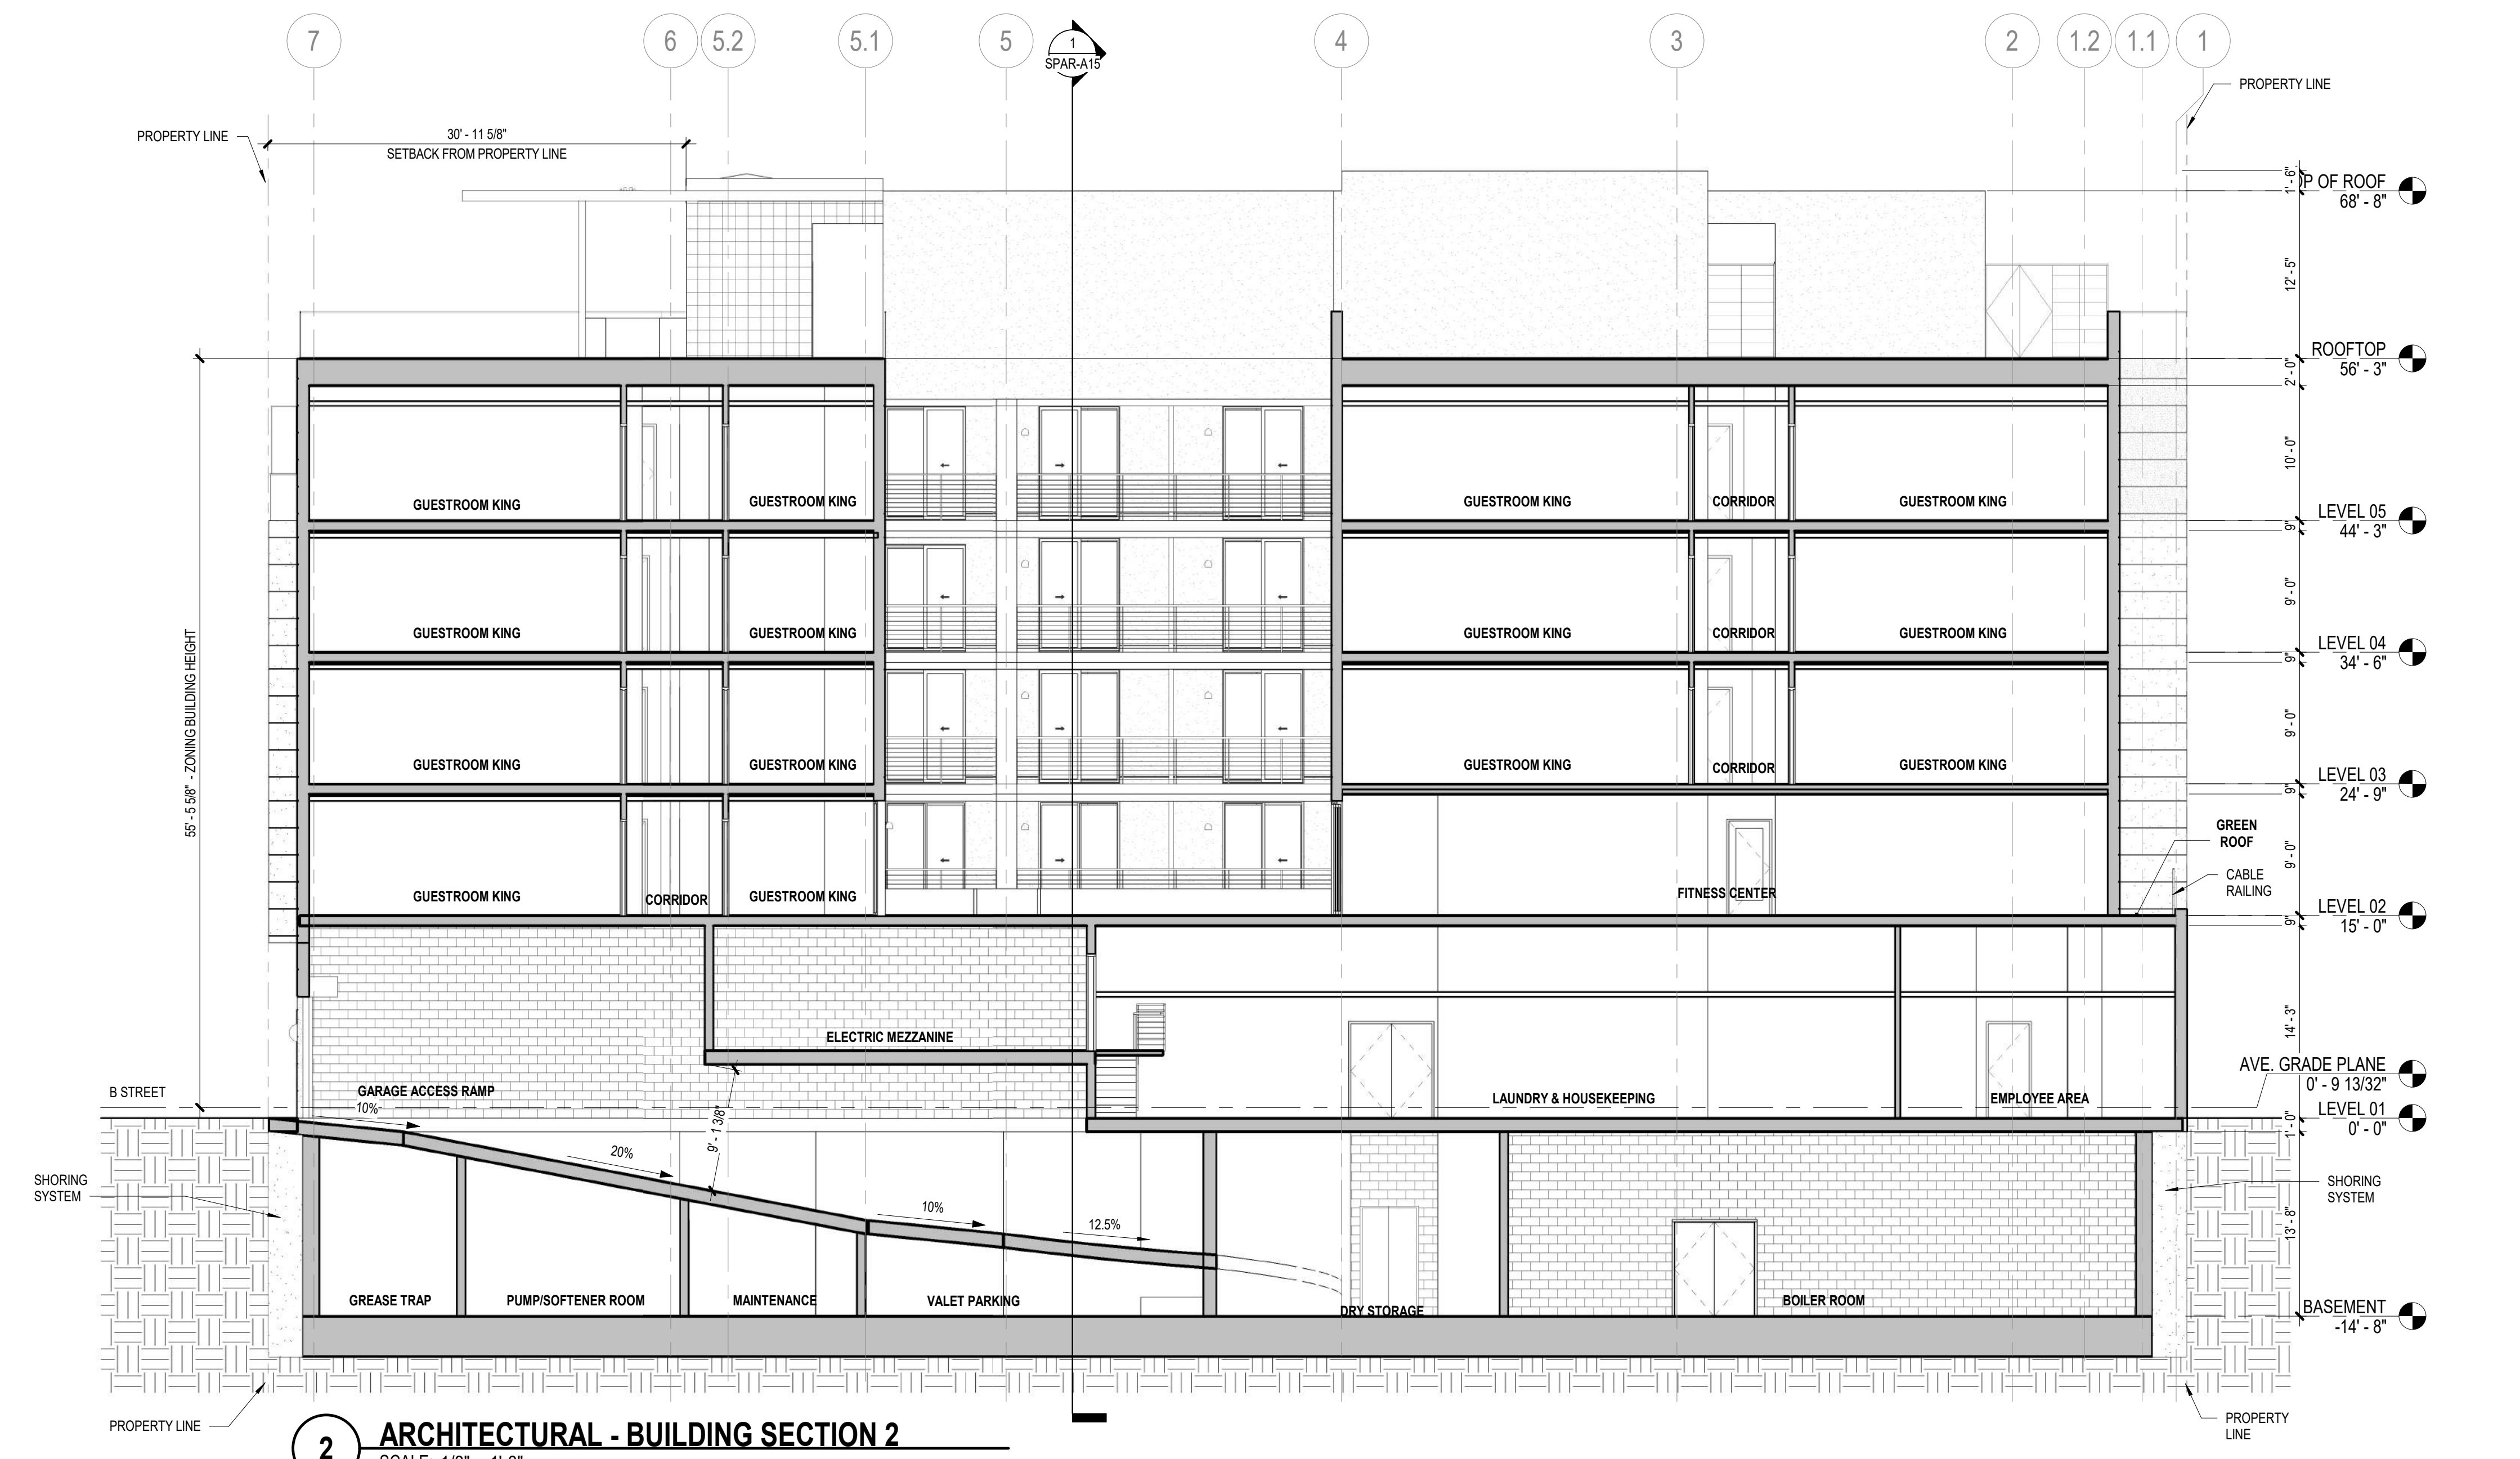 7
6
5.2
5.1
5
1
SPAR-A15
4
3
2
1.2
1.1
1
PROPERTY LINE
PROPERTY LINE
30' - 11 5/8"
SETBACK FROM PROPERTY LINE
1' - 6"
OP OF ROOF
68' - 8"
12' - 5"
ROOFTOP
56' - 3"
2' - 0"
10' - 0"
GUESTROOM KING
GUESTROOM KING
GUESTROOM KING
CORRIDOR
GUESTROOM KING
LEVEL 05
44' - 3"
9"
9' - 0"
GUESTROOM KING
GUESTROOM KING
GUESTROOM KING
CORRIDOR
GUESTROOM KING
LEVEL 04
34' - 6"
9"
55' - 5 5/8" - ZONING BUILDING HEIGHT
9' - 0"
GUESTROOM KING
GUESTROOM KING
GUESTROOM KING
CORRIDOR
GUESTROOM KING
LEVEL 03
24' - 9"
9"
GREEN
ROOF
9' - 0"
CABLE
RAILING
GUESTROOM KING
CORRIDOR
GUESTROOM KING
FITNESS CENTER
LEVEL 02
15' - 0"
9"
14' - 3"
ELECTRIC MEZZANINE
AVE. GRADE PLANE
0' - 9 13/32"
B STREET
GARAGE ACCESS RAMP
LAUNDRY & HOUSEKEEPING
EMPLOYEE AREA
10%
LEVEL 01
0' - 0"
1' - 0"
9' - 1 3/8"
20%
SHORING
SYSTEM
SHORING
SYSTEM
10%
12.5%
13' - 8"
GREASE TRAP
PUMP/SOFTENER ROOM
MAINTENANCE
VALET PARKING
DRY STORAGE
BOILER ROOM
BASEMENT
-14' - 8"
PROPERTY LINE
PROPERTY
LINE
2
ARCHITECTURAL - BUILDING SECTION 2